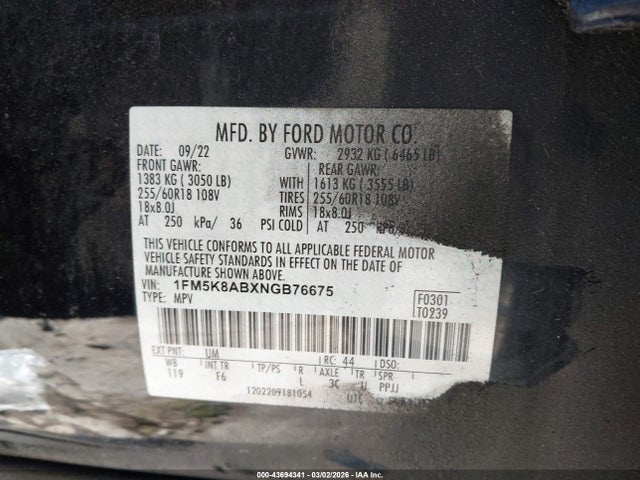 MFD. BY FORD MOTOR CO.
DATE: 09/22 GVWR: 2932 KG ( 6465 LB)
FRONT GAWR: REAR GAWR:
1383 KG ( 3050 LB) WITH 1613 KG ( 3555 LB)
255/60R18 108V TIRES 255/60R18 108V
18x8.0J RIMS 18x8.0J
AT 250 kPa/ 36 PSI COLD AT 250 kPa/
THIS VEHICLE CONFORMS TO ALL APPLICABLE FEDERAL MOTOR
VEHICLE SAFETY STANDARDS IN EFFECT ON THE DATE OF
MANUFACTURE SHOWN ABOVE.
VIN: 1FM5K8ABXNGB76675 F0301
TYPE: MPV T0239
EXT PNT: UM RC: 44 DSO:
WB INT TR TP/PS R AXLE TR SPR
119 F6 L 3C U PPJJ
1202209181054 UTC
000-43694341 | 03/02/2026 | IAAI.COM